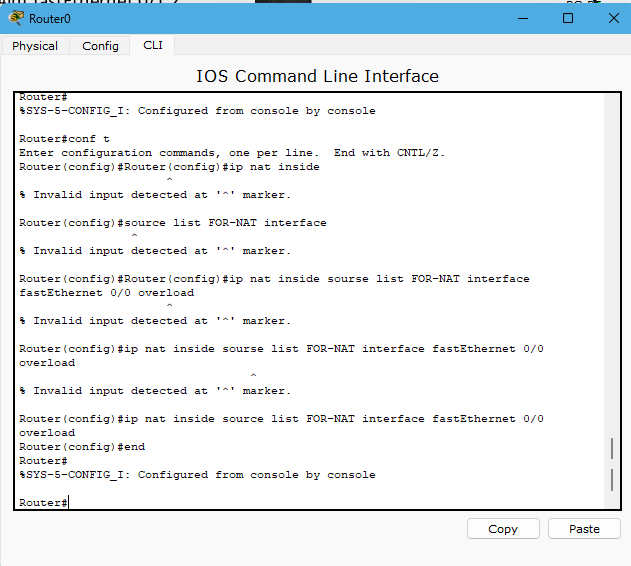 Router0
Physical Config CLI
IOS Command Line Interface
Router#
%SYS-5-CONFIG_I: Configured from console by console
Router#conf t
Enter configuration commands, one per line.  End with CNTL/Z.
Router(config)#Router(config)#ip nat inside
^
% Invalid input detected at '^' marker.
Router(config)#source list FOR-NAT interface
^
% Invalid input detected at '^' marker.
Router(config)#Router(config)#ip nat inside sourse list FOR-NAT interface
fastEthernet 0/0 overload
^
% Invalid input detected at '^' marker.
Router(config)#ip nat inside sourse list FOR-NAT interface fastEthernet 0/0
overload
^
% Invalid input detected at '^' marker.
Router(config)#ip nat inside source list FOR-NAT interface fastEthernet 0/0
overload
Router(config)#end
Router#
%SYS-5-CONFIG_I: Configured from console by console
Router#
Copy Paste